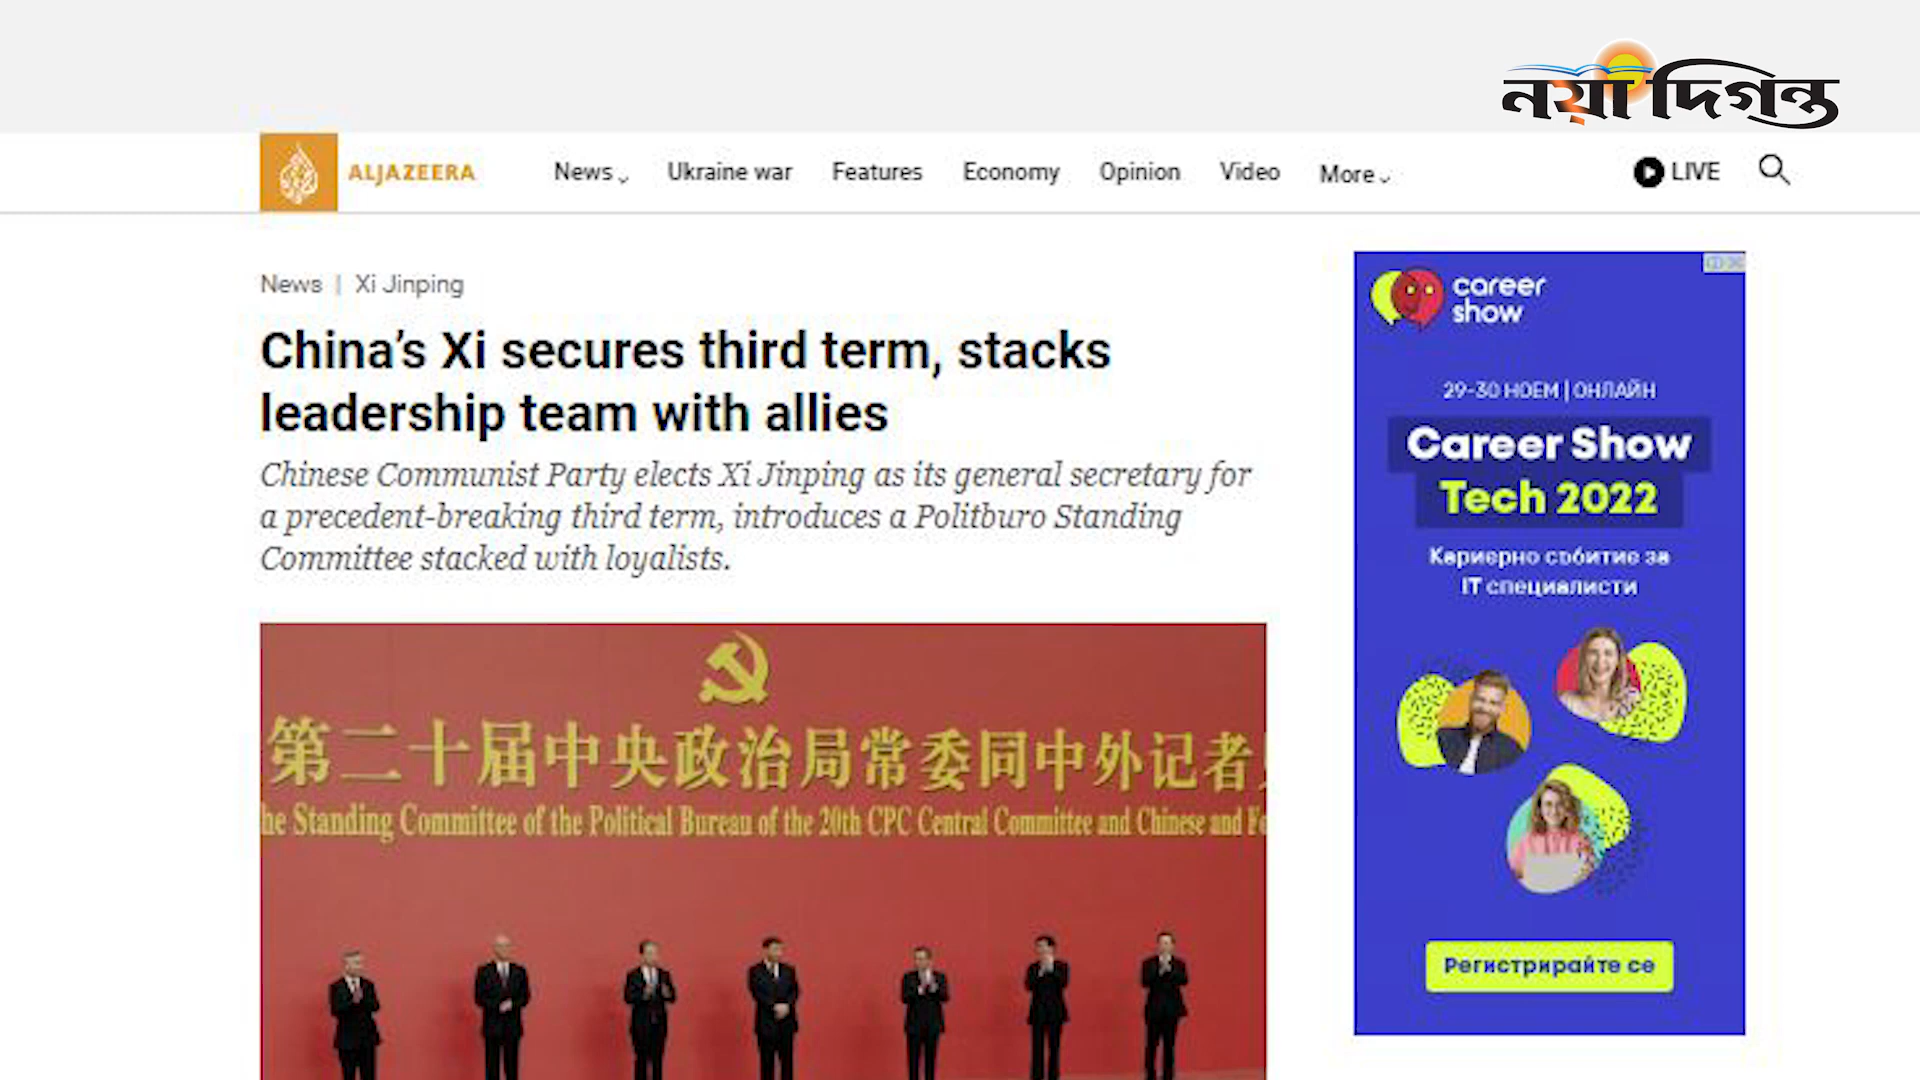 নয়া দিগন্ত
ALJAZEERA
News
Ukraine war
Features
Economy
Opinion
Video
More
LIVE
News | Xi Jinping
China's Xi secures third term, stacks
leadership team with allies
Chinese Communist Party elects Xi Jinping as its general secretary for
a precedent-breaking third term, introduces a Politburo Standing
Committee stacked with loyalists.
第二十届中央政治局常委同中外记者
he Standing Committee of the Political Bureau of the 20th CPC Central Committee and Chinese and Fo
career
show
29-30 НОЕМ | ОНЛАЙН
Career Show
Tech 2022
Кариерно събитие за
IT специалисти
Регистрирайте се